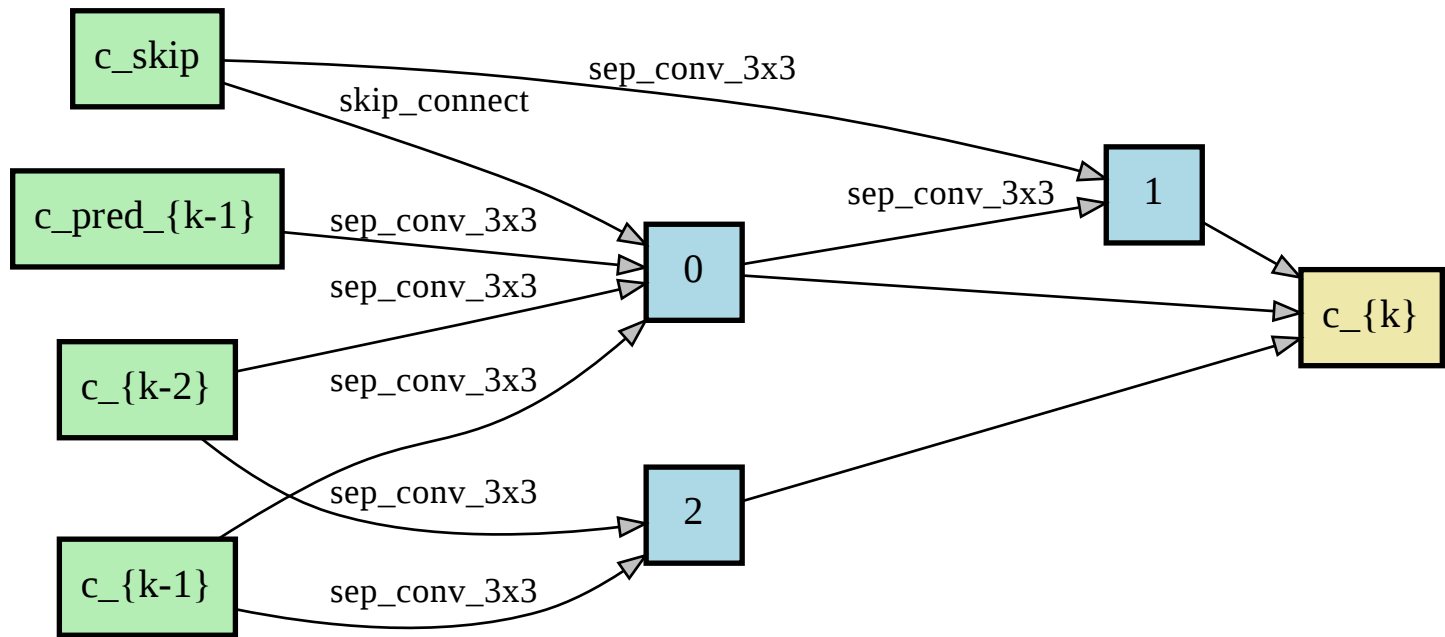 c_skip
sep_conv_3x3
skip_connect
c_pred_{k-1}
sep_conv_3x3
sep_conv_3x3
1
sep_conv_3x3
0
c_{k}
c_{k-2}
sep_conv_3x3
sep_conv_3x3
2
c_{k-1}
sep_conv_3x3